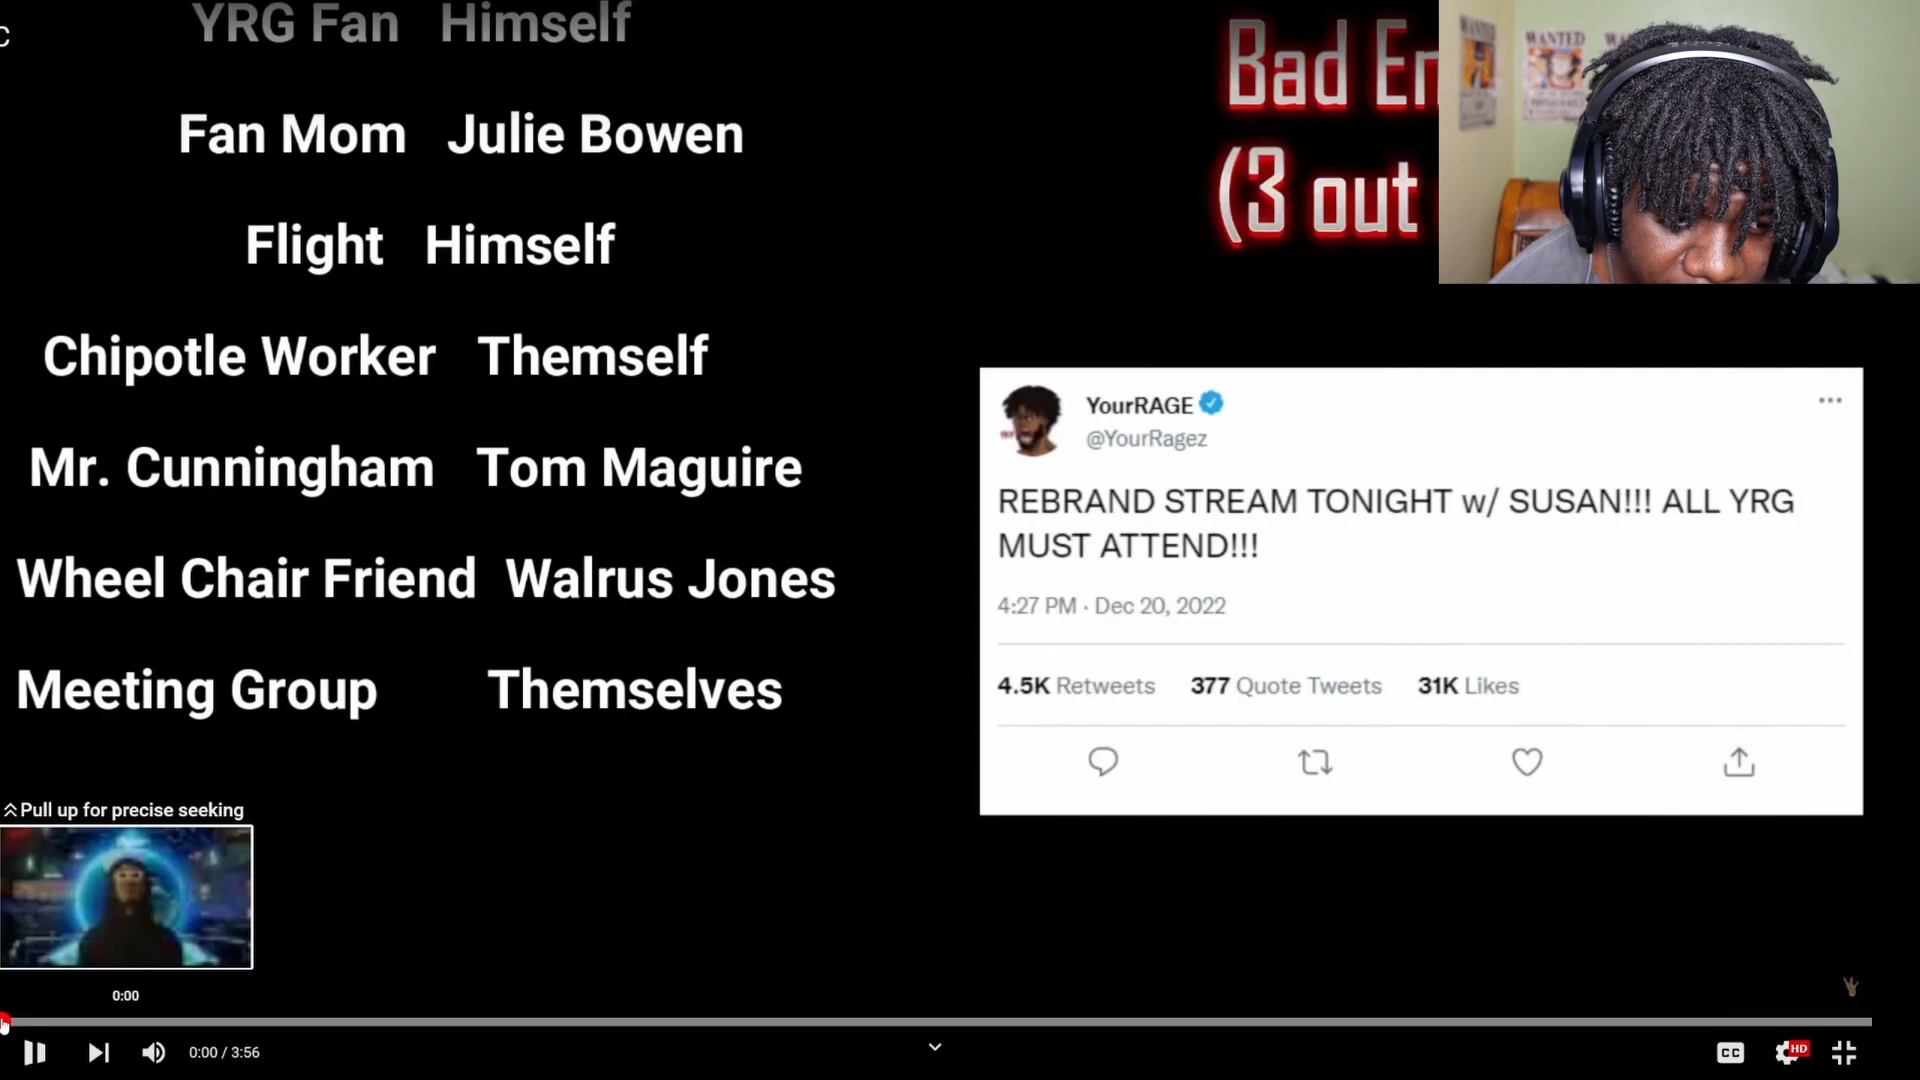 YRG Fan Himself
Fan Mom Julie Bowen
Flight Himself
Chipotle Worker Themself
Mr. Cunningham Tom Maguire
Wheel Chair Friend Walrus Jones
Meeting Group Themselves
Bad En
(3 out
WANTED
WANTED
YourRAGE
@YourRagez
REBRAND STREAM TONIGHT w/ SUSAN!!! ALL YRG
MUST ATTEND!!!
4:27 PM · Dec 20, 2022
4.5K Retweets 377 Quote Tweets 31K Likes
Pull up for precise seeking
0:00
0:00 / 3:56
CC
HD